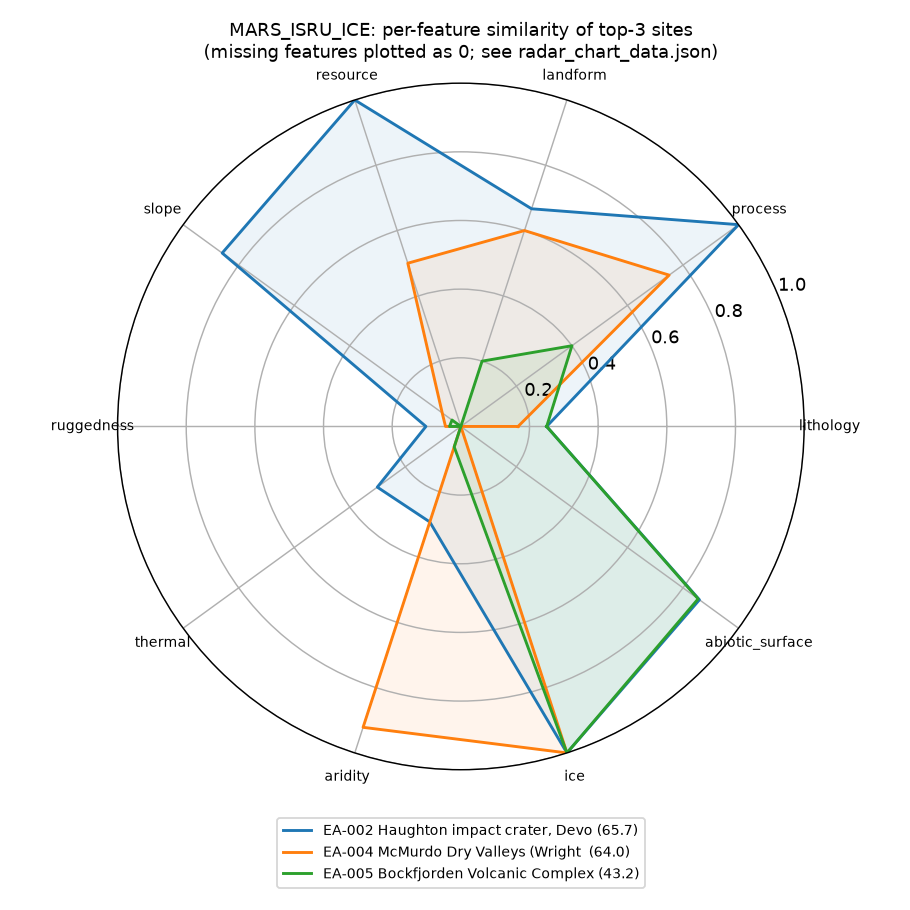 MARS_ISRU_ICE: per-feature similarity of top-3 sites
(missing features plotted as 0; see radar_chart_data.json)
resource
landform
slope
process
1.0
0.8
0.6
0.4
0.2
ruggedness
lithology
thermal
abiotic_surface
aridity
ice
EA-002 Haughton impact crater, Devo (65.7)
EA-004 McMurdo Dry Valleys (Wright  (64.0)
EA-005 Bockfjorden Volcanic Complex (43.2)